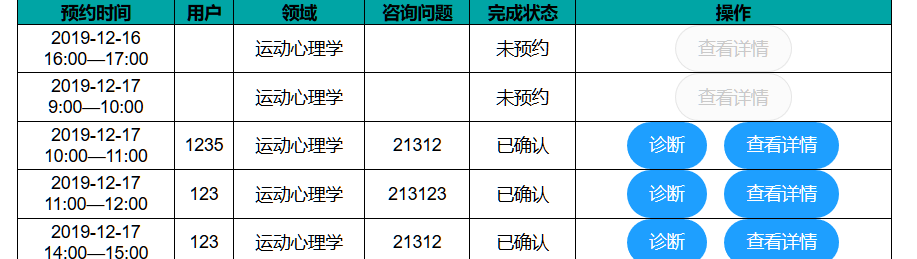 预约时间 用户 领域 咨询问题 完成状态 操作
2019-12-16
16:00—17:00 运动心理学 未预约 查看详情
2019-12-17
9:00—10:00 运动心理学 未预约 查看详情
2019-12-17
10:00—11:00 1235 运动心理学 21312 已确认 诊断 查看详情
2019-12-17
11:00—12:00 123 运动心理学 213123 已确认 诊断 查看详情
2019-12-17
14:00—15:00 123 运动心理学 21312 已确认 诊断 查看详情